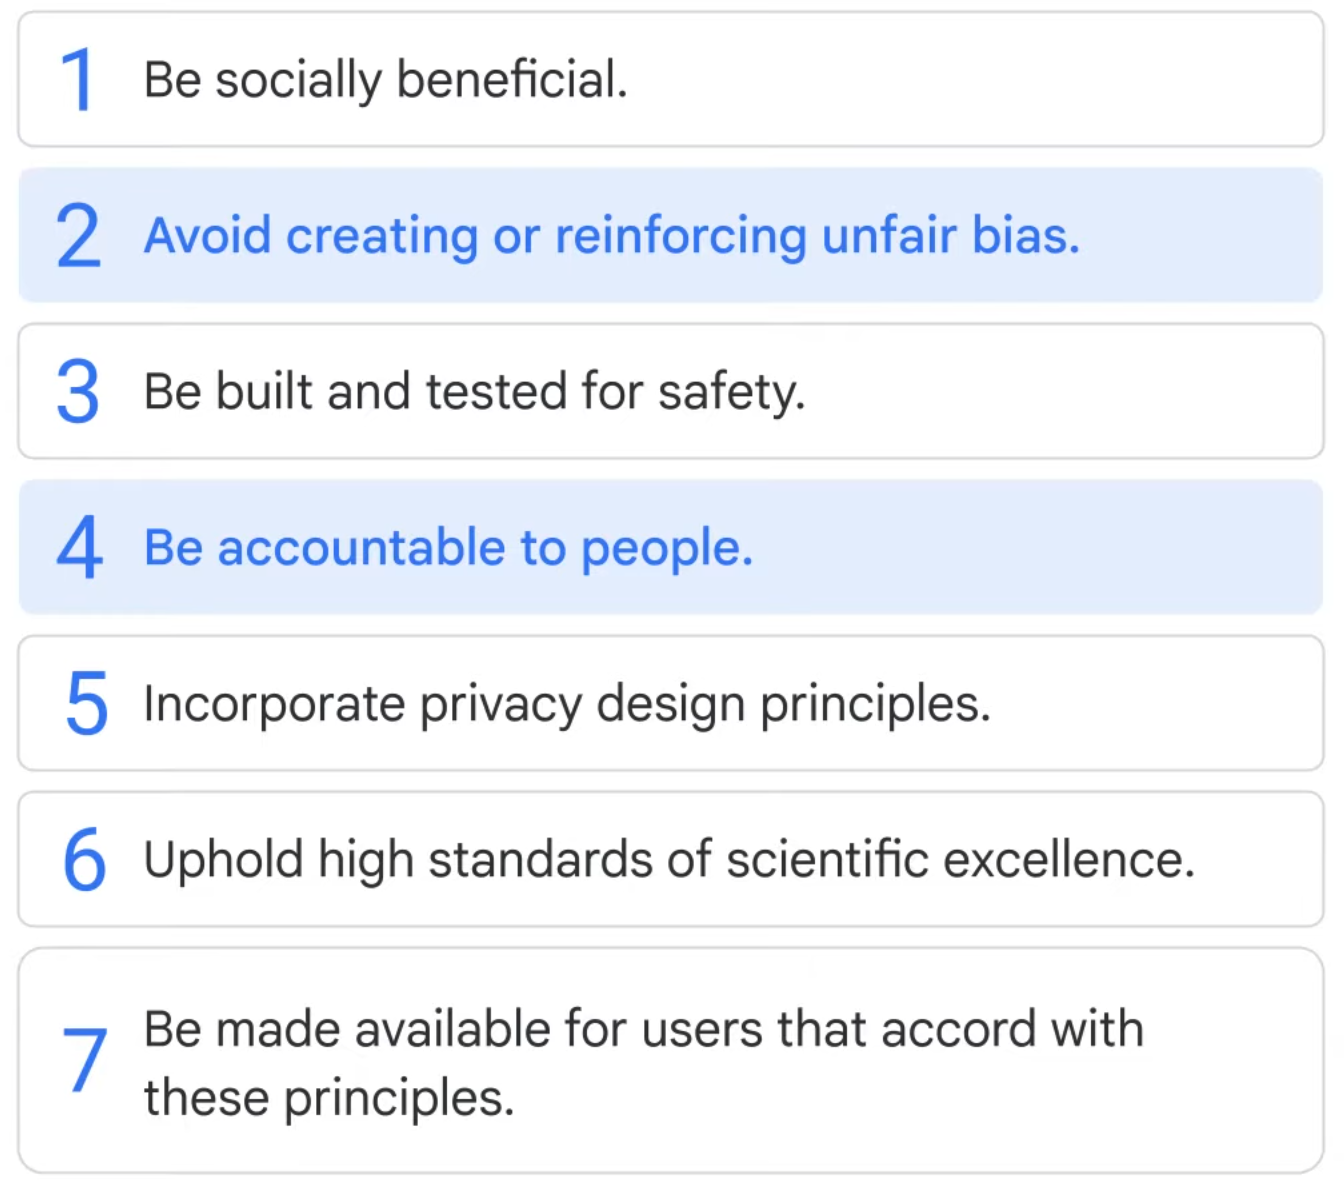 1 Be socially beneficial.
2 Avoid creating or reinforcing unfair bias.
3 Be built and tested for safety.
4 Be accountable to people.
5 Incorporate privacy design principles.
6 Uphold high standards of scientific excellence.
7 Be made available for users that accord with
these principles.